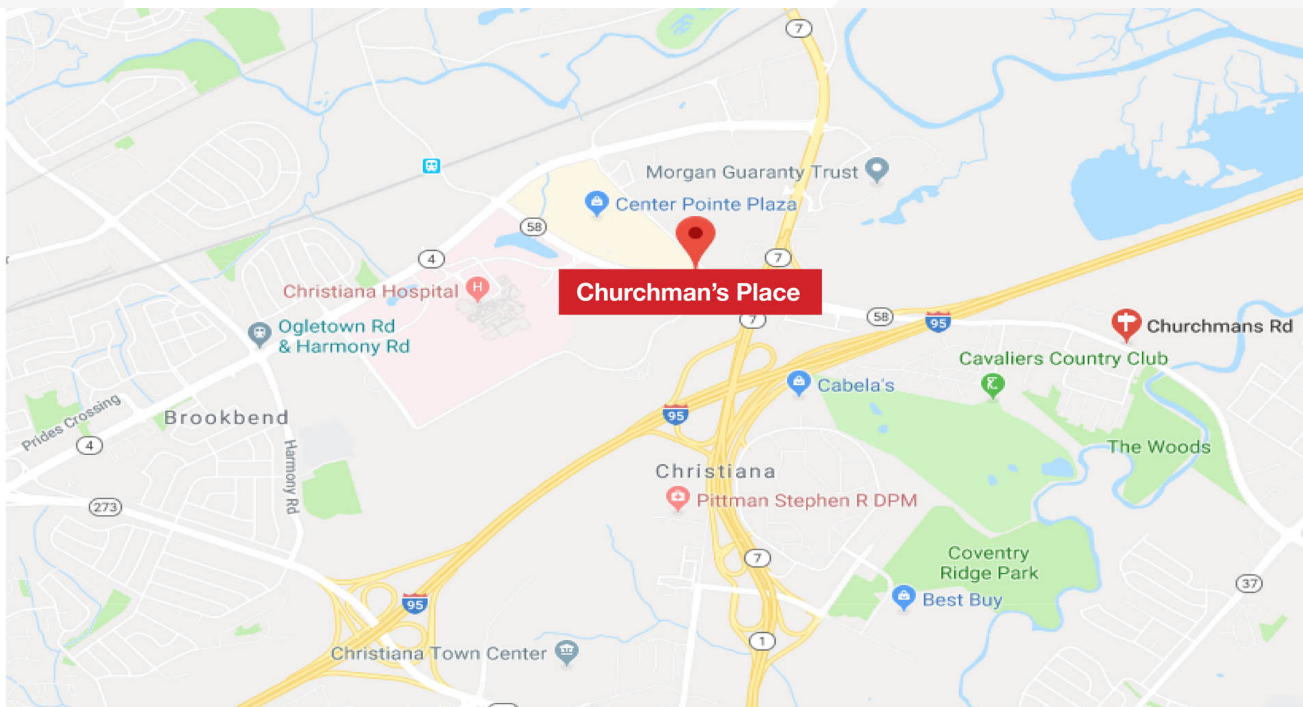 7
Morgan Guaranty Trust
Center Pointe Plaza
58
4
7
Christiana Hospital
H
Churchman's Place
7
58
95
Churchmans Rd
Ogletown Rd
& Harmony Rd
Cavaliers Country Club
Cabela's
95
Prides Crossing
Brookbend
4
Harmony Rd
The Woods
Christiana
Pittman Stephen R DPM
273
7
Coventry
Ridge Park
37
95
Best Buy
1
Christiana Town Center